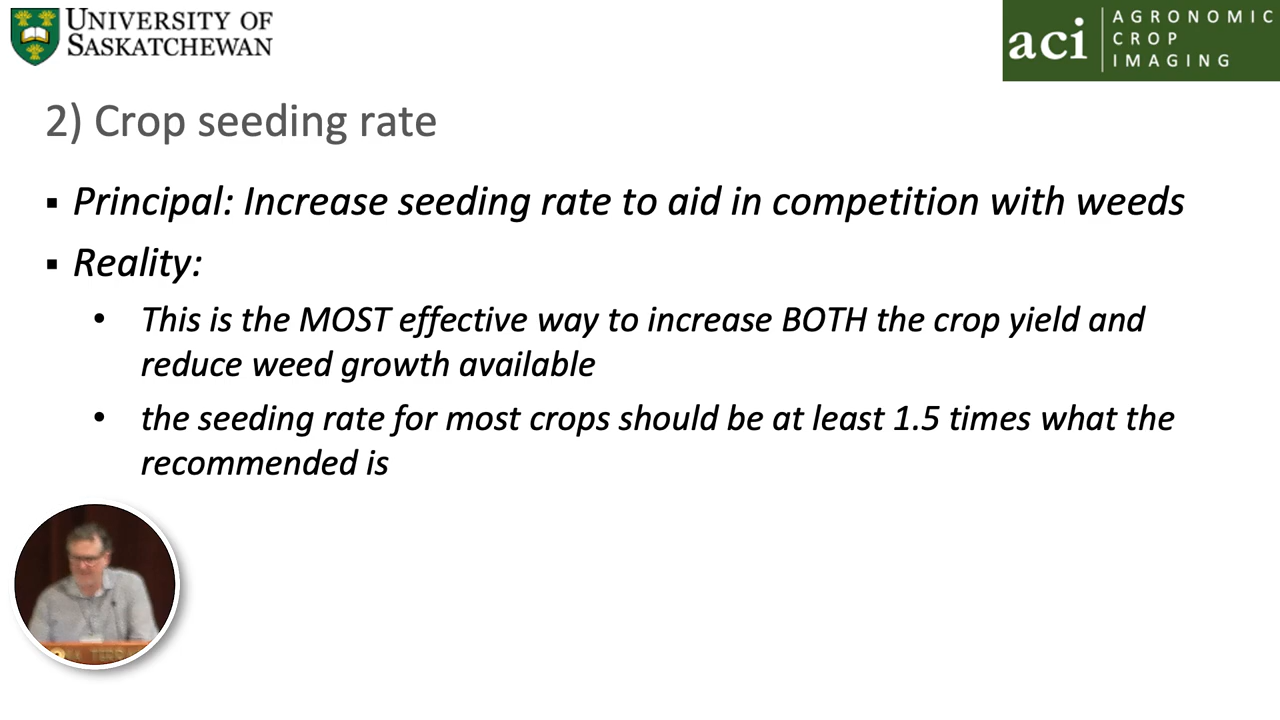 UNIVERSITY OF
SASKATCHEWAN
aci
AGRONOMIC
CROP
IMAGING
2) Crop seeding rate
▪ Principal: Increase seeding rate to aid in competition with weeds
▪ Reality:
• This is the MOST effective way to increase BOTH the crop yield and
reduce weed growth available
• the seeding rate for most crops should be at least 1.5 times what the
recommended is